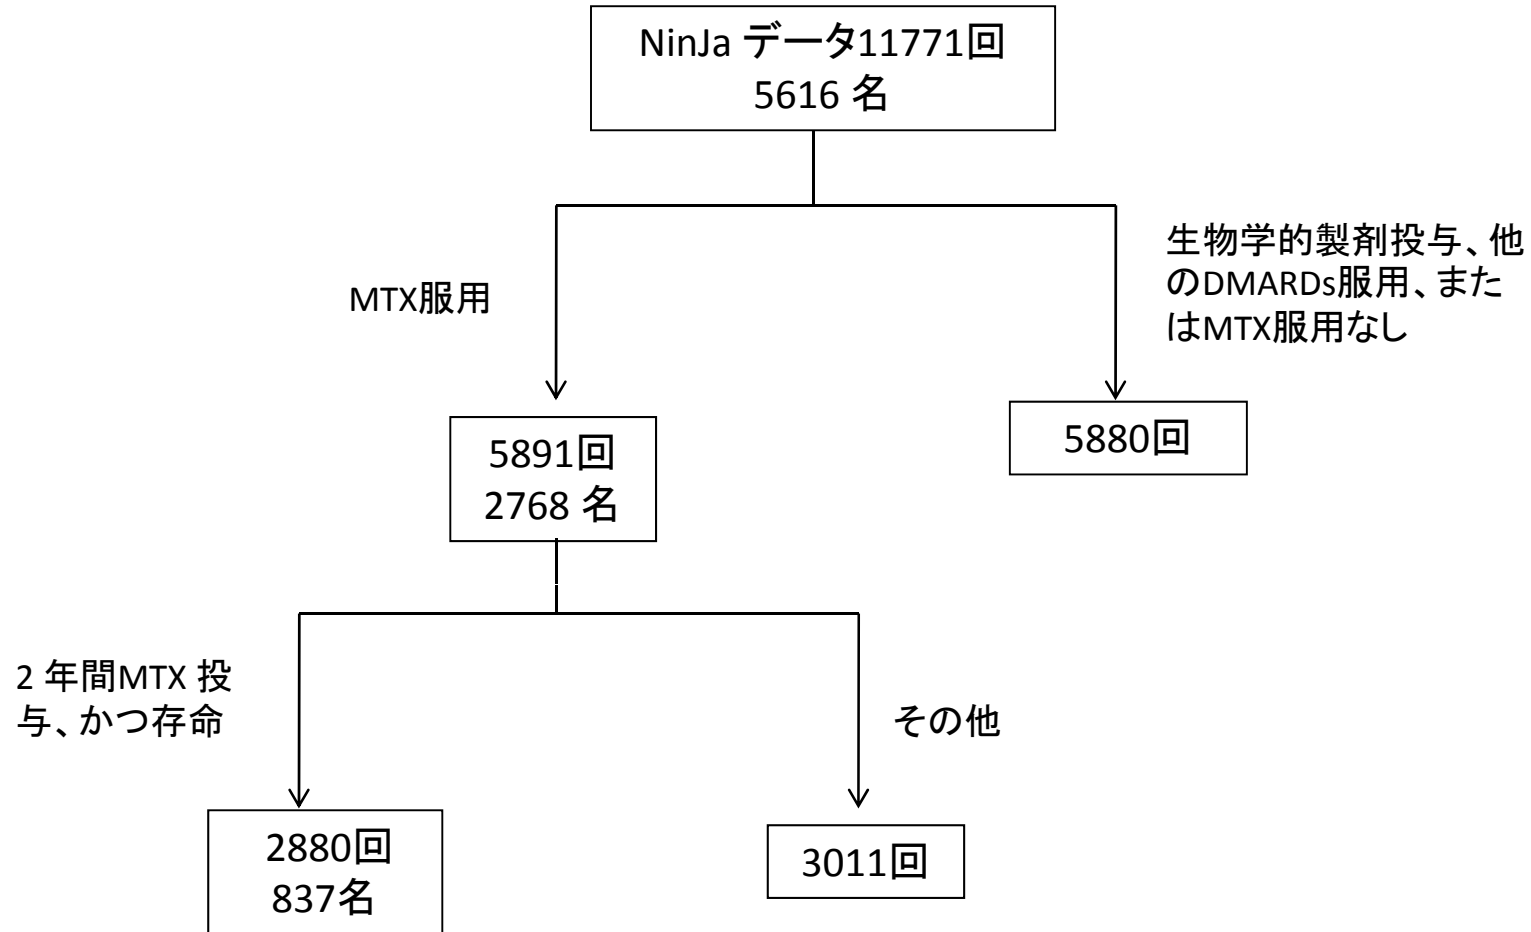 NinJa データ11771回
5616 名
MTX服用
生物学的製剤投与、他
のDMARDs服用、また
はMTX服用なし
5891回
2768 名
5880回
2 年間MTX 投
与、かつ存命
その他
2880回
837名
3011回